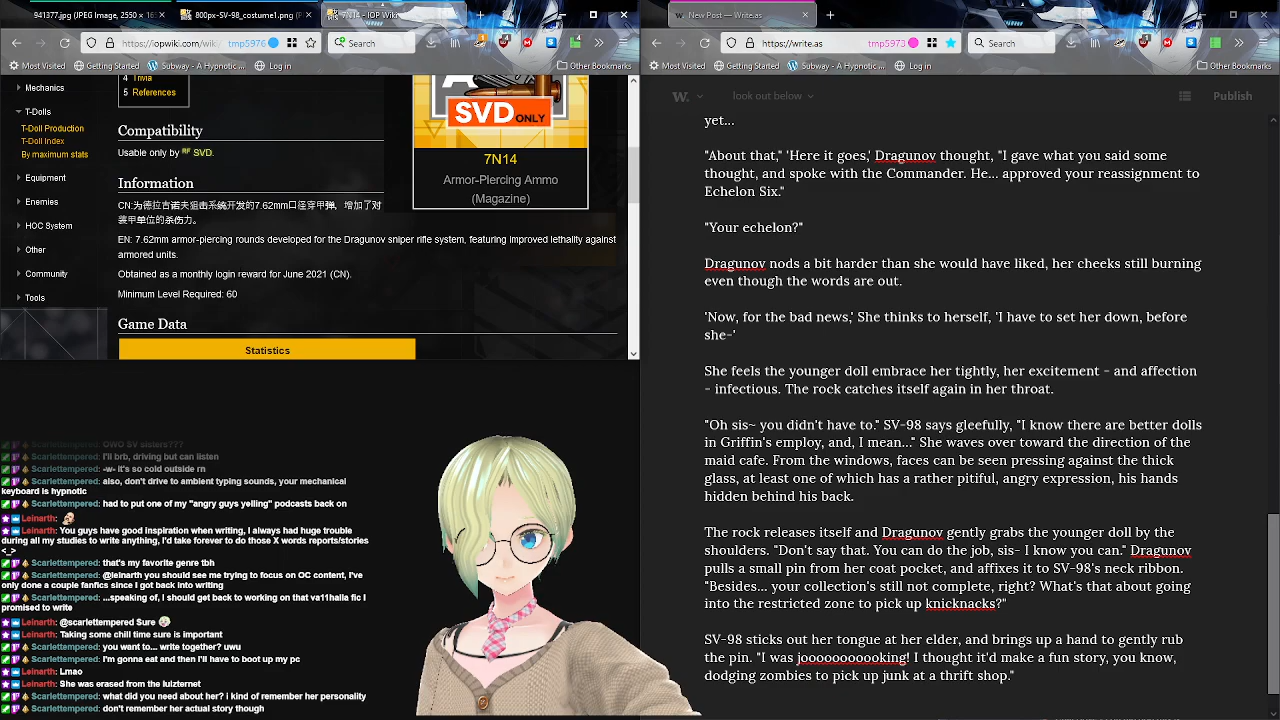 941377.jpg (JPEG Image, 2550 × 16
800px-SV-98_costume1.png (P
7N14 - IOP Wiki
New Post — Write.as
https://iopwiki.com/wiki
tmp5976
Search
https://write.as
tmp5973
Search
Most Visited
Getting Started
Subway - A Hypnotic ...
Log in
Other Bookmarks
Most Visited
Getting Started
Subway - A Hypnotic ...
Log in
Other Bookmarks
Mechanics
T-Dolls
T-Doll Production
T-Doll Index
By maximum stats
Equipment
Enemies
HOC System
Other
Community
Tools
4 Trivia
5 References
Compatibility
Usable only by RF SVD.
Information
CN:为德拉吉诺夫狙击系统开发的7.62mm口径穿甲弹，增加了对
装甲单位的杀伤力。
EN: 7.62mm armor-piercing rounds developed for the Dragunov sniper rifle system, featuring improved lethality against
armored units.
Obtained as a monthly login reward for June 2021 (CN).
Minimum Level Required: 60
Game Data
Statistics
SVD ONLY
7N14
Armor-Piercing Ammo
(Magazine)
Scarlettempered: OWO SV sisters???
Scarlettempered: I'll brb, driving but can listen
Scarlettempered: -w- it's so cold outside rn
Scarlettempered: also, don't drive to ambient typing sounds, your mechanical
keyboard is hypnotic
Scarlettempered: had to put one of my "angry guys yelling" podcasts back on
Leinarth:
Leinarth: You guys have good inspiration when writing, I always had huge trouble
during all my studies to write anything, I'd take forever to do those X words reports/stories
<_>
Scarlettempered: that's my favorite genre tbh
Scarlettempered: @leinarth you should see me trying to focus on OC content, I've
only done a couple fanfics since I got back into writing
Scarlettempered: ...speaking of, I should get back to working on that va11halla fic I
promised to write
Leinarth: @scarlettempered Sure
Leinarth: Taking some chill time sure is important
Scarlettempered: you want to... write together? uwu
Leinarth: I'm gonna eat and then I'll have to boot up my pc
Leinarth: Lmao
Leinarth: She was erased from the lulzternet
Scarlettempered: what did you need about her? i kind of remember her personality
Scarlettempered: don't remember her actual story though
W.
look out below
Publish
yet...
"About that," 'Here it goes,' Dragunov thought, "I gave what you said some
thought, and spoke with the Commander. He... approved your reassignment to
Echelon Six."
"Your echelon?"
Dragunov nods a bit harder than she would have liked, her cheeks still burning
even though the words are out.
'Now, for the bad news,' She thinks to herself, 'I have to set her down, before
she-'
She feels the younger doll embrace her tightly, her excitement - and affection
- infectious. The rock catches itself again in her throat.
"Oh sis~ you didn't have to." SV-98 says gleefully, "I know there are better dolls
in Griffin's employ, and, I mean..." She waves over toward the direction of the
maid cafe. From the windows, faces can be seen pressing against the thick
glass, at least one of which has a rather pitiful, angry expression, his hands
hidden behind his back.
The rock releases itself and Dragunov gently grabs the younger doll by the
shoulders. "Don't say that. You can do the job, sis- I know you can." Dragunov
pulls a small pin from her coat pocket, and affixes it to SV-98's neck ribbon.
"Besides... your collection's still not complete, right? What's that about going
into the restricted zone to pick up knicknacks?"
SV-98 sticks out her tongue at her elder, and brings up a hand to gently rub
the pin. "I was joooooooooking! I thought it'd make a fun story, you know,
dodging zombies to pick up junk at a thrift shop."